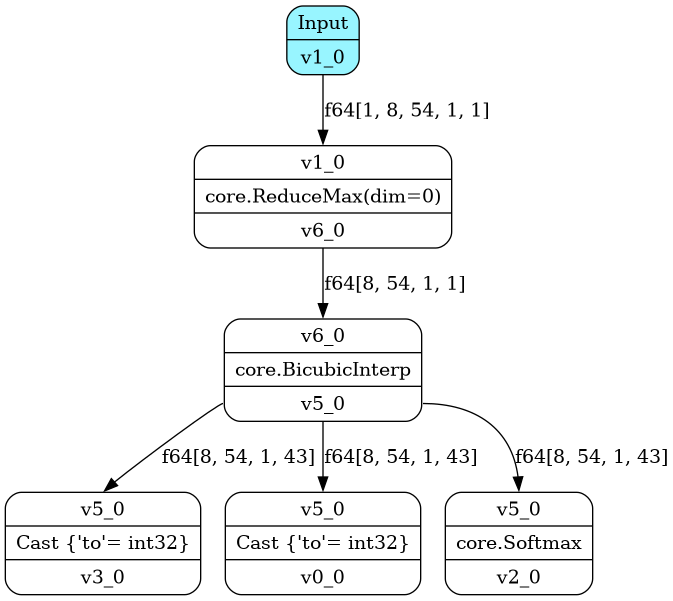 Input
v1_0
f64[1, 8, 54, 1, 1]
v1_0
core.ReduceMax(dim=0)
v6_0
f64[8, 54, 1, 1]
v6_0
core.BicubicInterp
v5_0
f64[8, 54, 1, 43]
f64[8, 54, 1, 43]
f64[8, 54, 1, 43]
v5_0
Cast {'to'= int32}
v3_0
v5_0
Cast {'to'= int32}
v0_0
v5_0
core.Softmax
v2_0